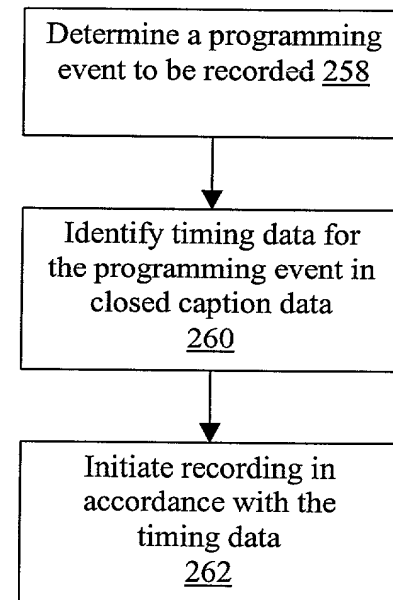 Determine a programming
event to be recorded 258
Identify timing data for
the programming event in
closed caption data
260
Initiate recording in
accordance with the
timing data
262